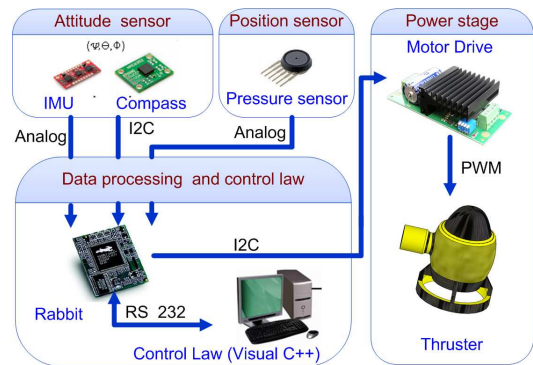 Attitude sensor
(Ψ,Θ,Φ)
IMU
Compass
Position sensor
Pressure sensor
Power stage
Motor Drive
Analog
I2C
Analog
PWM
Data processing and control law
I2C
Rabbit
RS 232
Control Law (Visual C++)
Thruster